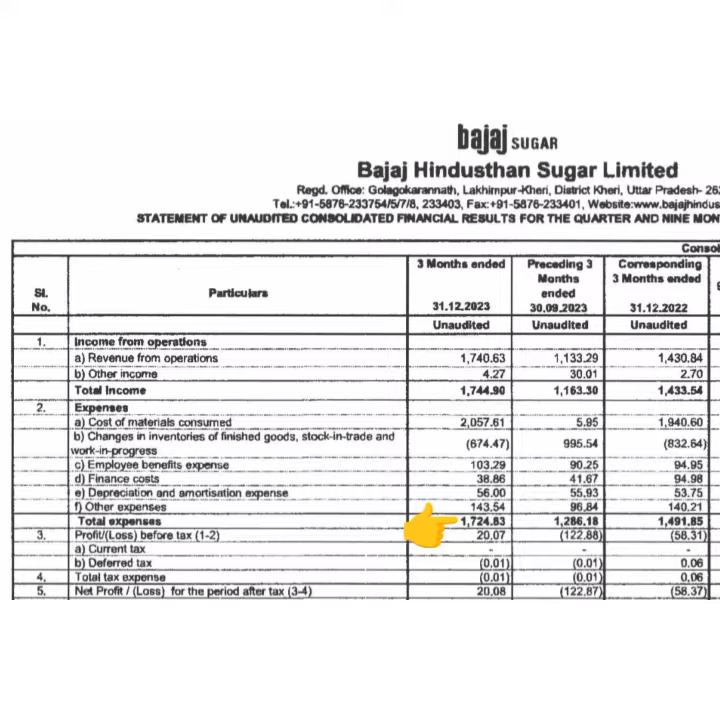 bajaj SUGAR
Bajaj Hindusthan Sugar Limited
Regd. Office: Golagokarannath, Lakhimpur-Kheri, District Kheri, Uttar Pradesh- 262
Tel.:+91-5876-233754/5/7/8, 233403, Fax:+91-5876-233401, Website:www.bajajhindus
STATEMENT OF UNAUDITED CONSOLIDATED FINANCIAL RESULTS FOR THE QUARTER AND NINE MON
Consol
Sl. No. Particulars 3 Months ended 31.12.2023 Preceding 3 Months ended 30.09.2023 Corresponding 3 Months ended 31.12.2022
Unaudited Unaudited Unaudited
1. Income from operations
a) Revenue from operations 1,740.63 1,133.29 1,430.84
b) Other income 4.27 30.01 2.70
Total Income 1,744.90 1,163.30 1,433.54
2. Expenses
a) Cost of materials consumed 2,057.61 5.95 1,940.60
b) Changes in inventories of finished goods, stock-in-trade and
work-in-progress (674.47) 995.54 (832.64)
c) Employee benefits expense 103.29 90.25 94.95
d) Finance costs 38.86 41.67 94.98
e) Depreciation and amortisation expense 56.00 55,93 53.75
f) Other expenses 143.54 96.84 140.21
Total expenses 1,724.83 1,286.18 1,491.85
3. Profit/(Loss) before tax (1-2) 20.07 (122.88) (58.31)
a) Current tax - - -
b) Deferred tax (0.01) (0.01) 0.06
4. Total tax expense (0.01) (0.01) 0.06
5. Net Profit / (Loss) for the period after tax (3-4) 20.08 (122.87) (58.37)